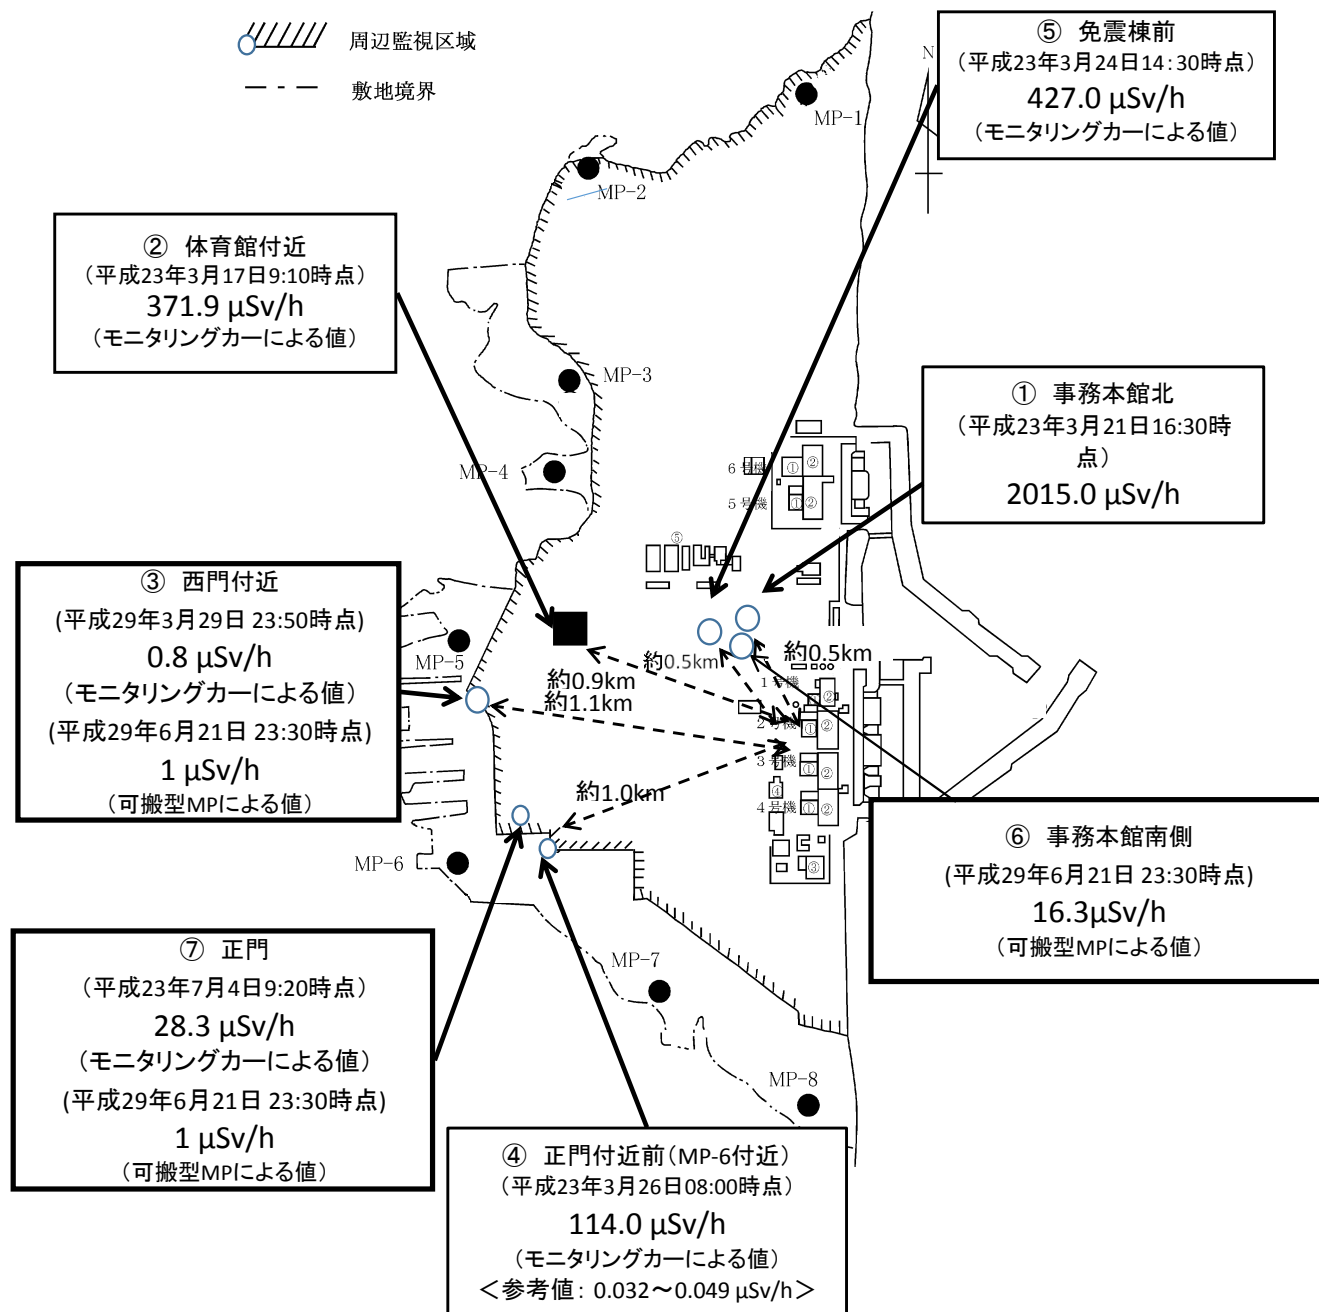 周辺監視区域
敷地境界
⑤ 免震棟前
（平成23年3月24日14：30時点）
427.0 μSv/h
（モニタリングカーによる値）
N
MP-1
MP-2
② 体育館付近
（平成23年3月17日9:10時点）
371.9 μSv/h
（モニタリングカーによる値）
MP-3
① 事務本館北
（平成23年3月21日16:30時
点）
2015.0 μSv/h
MP-4
6号機
①
②
5号機
①
②
⑤
③ 西門付近
(平成29年3月29日 23:50時点)
0.8 μSv/h
（モニタリングカーによる値）
(平成29年6月21日 23:30時点)
1 μSv/h
（可搬型MPによる値）
MP-5
約0.5km
約0.5km
約0.9km
約1.1km
1号機
②
2号機
①
②
3号機
①
②
④
約1.0km
4号機
①
②
③
MP-6
⑥ 事務本館南側
(平成29年6月21日 23:30時点)
16.3μSv/h
（可搬型MPによる値）
⑦ 正門
（平成23年7月4日9:20時点）
28.3 μSv/h
（モニタリングカーによる値）
(平成29年6月21日 23:30時点)
1 μSv/h
（可搬型MPによる値）
MP-7
MP-8
④ 正門付近前（MP-6付近）
（平成23年3月26日08:00時点）
114.0 μSv/h
（モニタリングカーによる値）
＜参考値：0.032～0.049 μSv/h＞